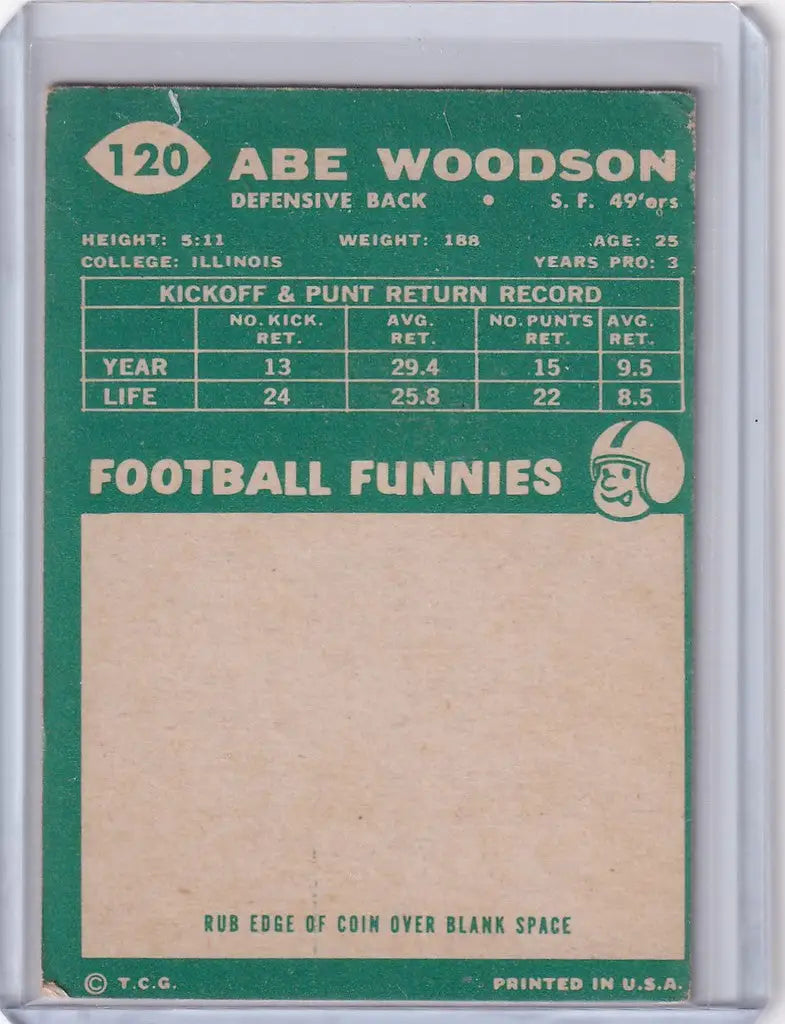 120 ABE WOODSON
DEFENSIVE BACK • S. F. 49'ers
HEIGHT: 5:11 WEIGHT: 188 AGE: 25
COLLEGE: ILLINOIS YEARS PRO: 3
KICKOFF & PUNT RETURN RECORD
NO. KICK. RET. AVG. RET. NO. PUNTS RET. AVG. RET.
YEAR 13 29.4 15 9.5
LIFE 24 25.8 22 8.5
FOOTBALL FUNNIES
RUB EDGE OF COIN OVER BLANK SPACE
© T.C.G. PRINTED IN U.S.A.